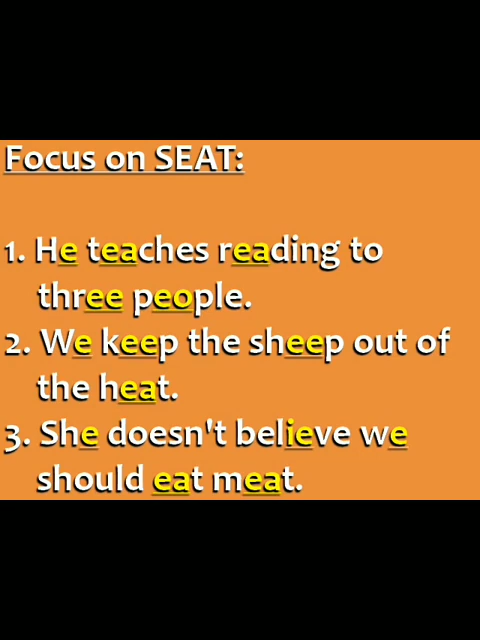 Focus on SEAT:
1. He teaches reading to
three people.
2. We keep the sheep out of
the heat.
3. She doesn't believe we
should eat meat.